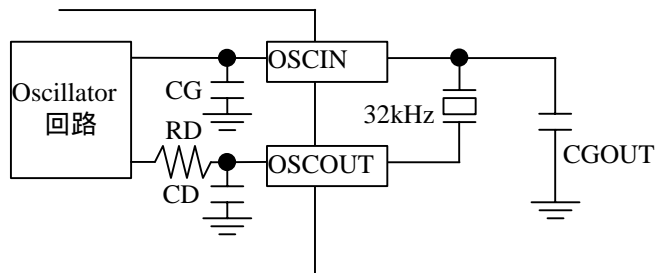 OSCIN
Oscillator
回路
CG
RD
32kHz
OSCOUT
CGOUT
CD